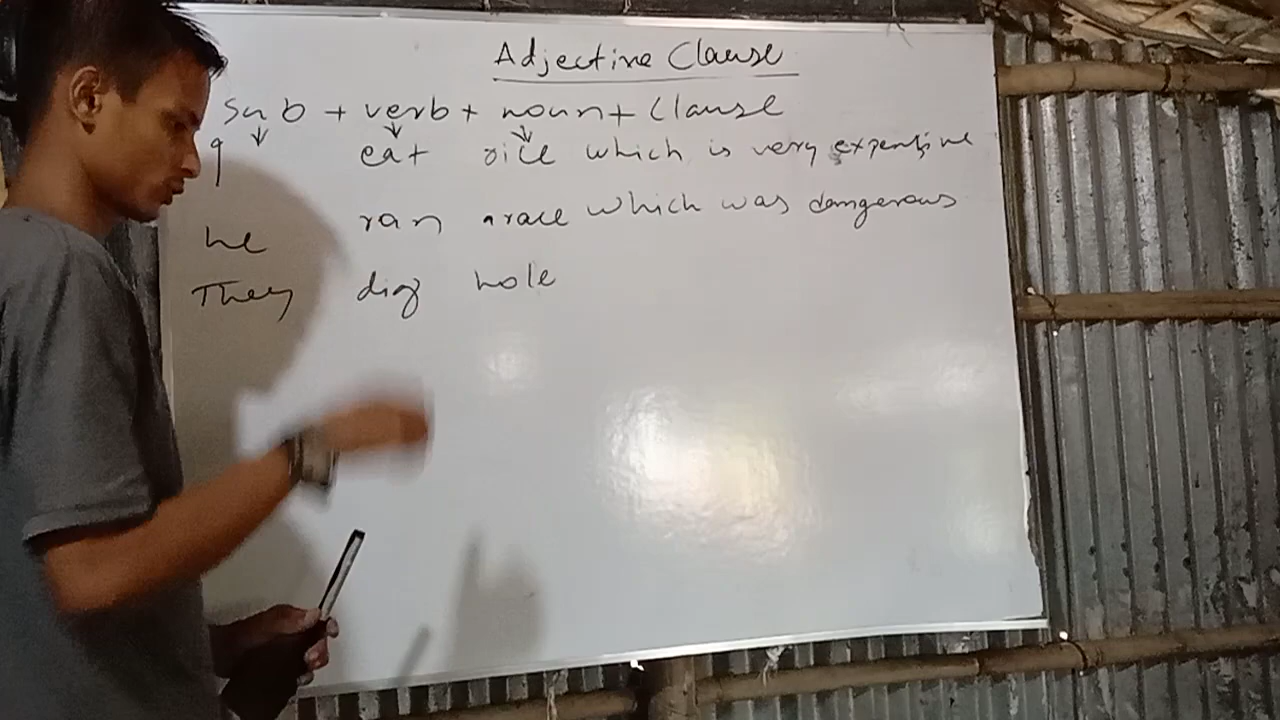 Adjective Clause
Sub + verb + noun + Clause
I eat rice which is very expensive
he ran a race which was dangerous
They dig hole